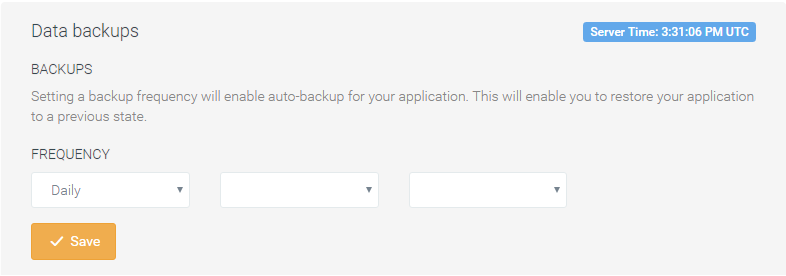 Data backups
Server Time: 3:31:06 PM UTC
BACKUPS
Setting a backup frequency will enable auto-backup for your application. This will enable you to restore your application
to a previous state.
FREQUENCY
Daily
Save